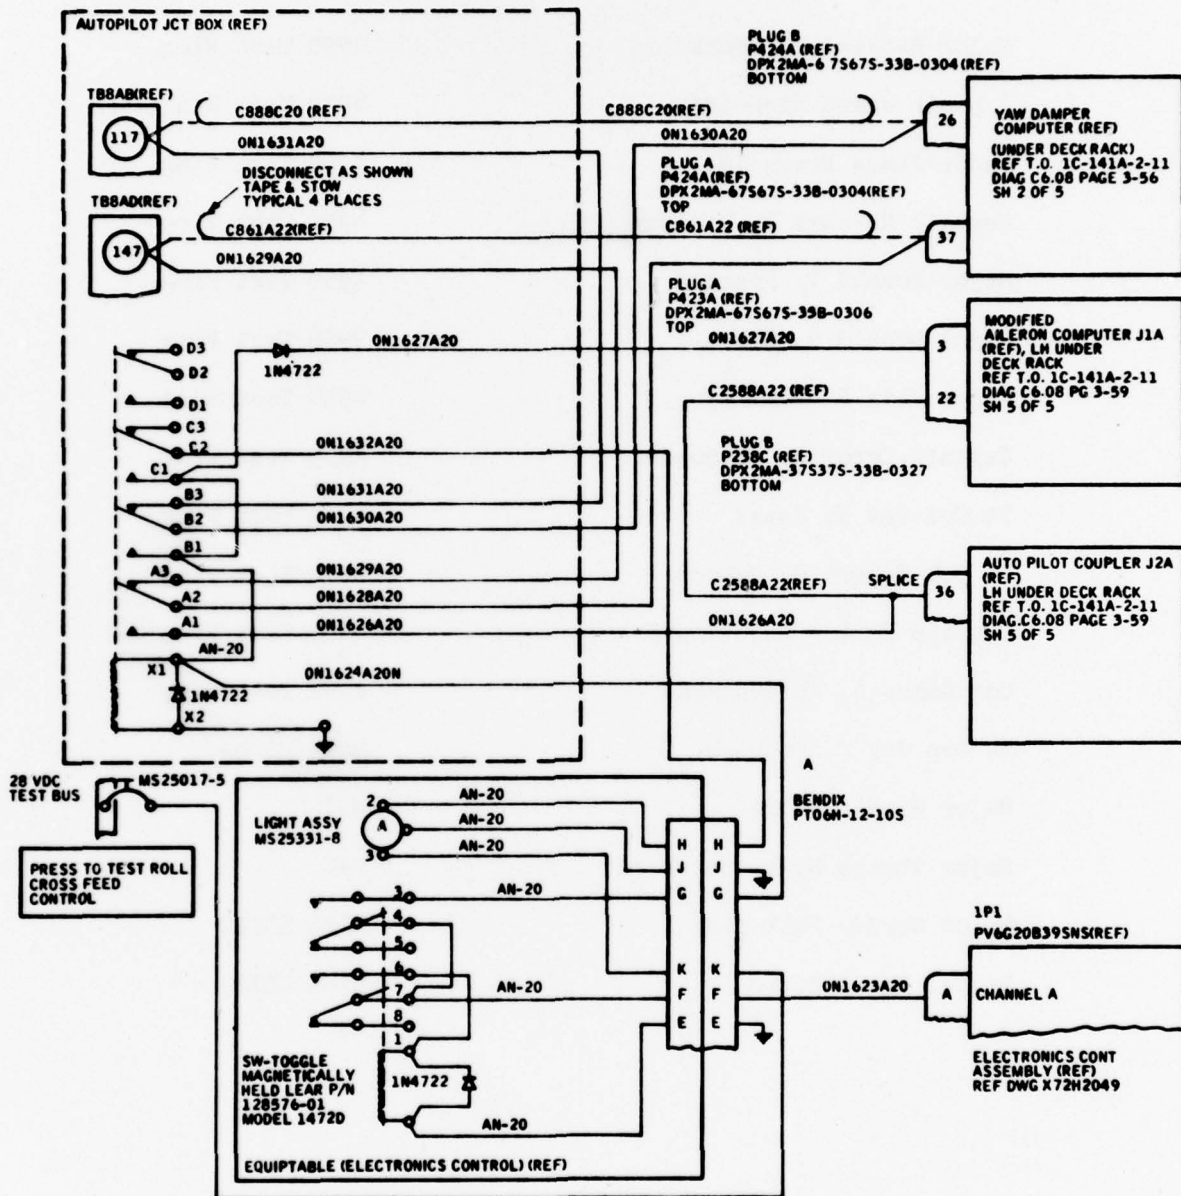 AUTOPILOT JCT BOX (REF)
TB8AB(REF)
117
C888C20 (REF)
ON1631A20
DISCONNECT AS SHOWN
TAPE & STOW
TYPICAL 4 PLACES
TB8AD(REF)
147
C861A22(REF)
ON1629A20
PLUG B
P424A (REF)
DPX2MA-6 7S67S-33B-0304(REF)
BOTTOM
C888C20(REF)
ON1630A20
PLUG A
P424A(REF)
DPX2MA-67S67S-33B-0304(REF)
TOP
C861A22 (REF)
26
37
YAW DAMPER
COMPUTER (REF)
(UNDER DECK RACK)
REF T.O. 1C-141A-2-11
DIAG C6.08 PAGE 3-56
SH 2 OF 5
PLUG A
P423A(REF)
DPX2MA-67S67S-35B-0306
TOP
D3
D2
D1
C3
C2
C1
B3
B2
B1
A3
A2
A1
X1
X2
1N4722
ON1627A20
ON1627A20
3
22
C2588A22 (REF)
MODIFIED
AILERON COMPUTER J1A
(REF), LH UNDER
DECK RACK
REF T.O. 1C-141A-2-11
DIAG C6.08 PG 3-59
SH 5 OF 5
ON1632A20
ON1631A20
ON1630A20
ON1629A20
ON1628A20
ON1626A20
AN-20
ON1624A20N
1N4722
PLUG B
P238C (REF)
DPX2MA-37S37S-33B-0327
BOTTOM
C2588A22(REF)
SPLICE
36
ON1626A20
AUTO PILOT COUPLER J2A
(REF)
LH UNDER DECK RACK
REF T.O. 1C-141A-2-11
DIAG.C6.08 PAGE 3-59
SH 5 OF 5
28 VDC
TEST BUS
MS25017-5
PRESS TO TEST ROLL
CROSS FEED
CONTROL
LIGHT ASSY
MS25331-8
2
A
3
AN-20
AN-20
AN-20
3
4
5
6
7
8
1
AN-20
AN-20
1N4722
AN-20
SW-TOGGLE
MAGNETICALLY
HELD LEAR P/N
128576-01
MODEL 1472D
EQUIPTABLE (ELECTRONICS CONTROL) (REF)
H H
J J
G G
K K
F F
E E
A
BENDIX
PT06H-12-10S
ON1623A20
1P1
PV6G20B39SNS(REF)
A
CHANNEL A
ELECTRONICS CONT
ASSEMBLY (REF)
REF DWG X72H2049